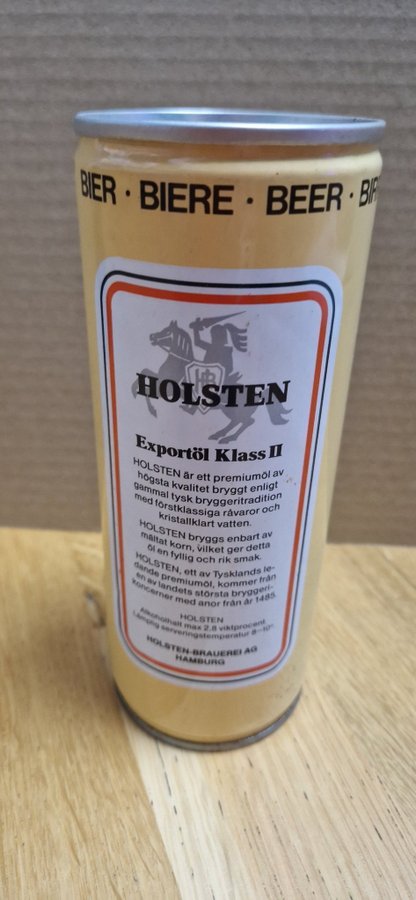 BIER · BIERE · BEER · BIR
HB
HOLSTEN
Exportöl Klass II
HOLSTEN är ett premiumöl av
högsta kvalitet bryggt enligt
gammal tysk bryggeritradition
med förstklassiga råvaror och
kristallklart vatten.
HOLSTEN bryggs enbart av
mältat korn, vilket ger detta
öl en fyllig och rik smak.
HOLSTEN, ett av Tysklands le-
dande premiumöl, kommer från
en av landets största bryggeri-
koncerner med anor från år 1485.
HOLSTEN
Alkoholhalt max 2,8 viktprocent.
Lämplig serveringstemperatur 8–10°.
HOLSTEN-BRAUEREI AG
HAMBURG